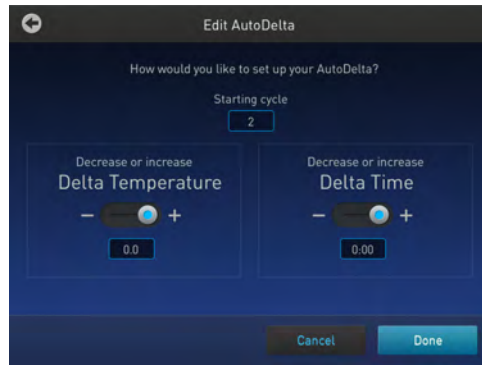 Edit AutoDelta
How would you like to set up your AutoDelta?
Starting cycle
2
Decrease or increase
Delta Temperature
− +
0.0
Decrease or increase
Delta Time
− +
0:00
Cancel
Done